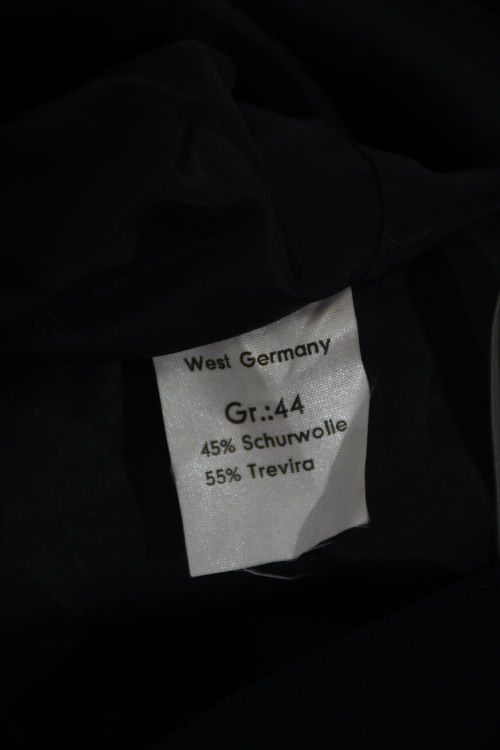 West Germany
Gr.:44
45% Schurwolle
55% Trevira